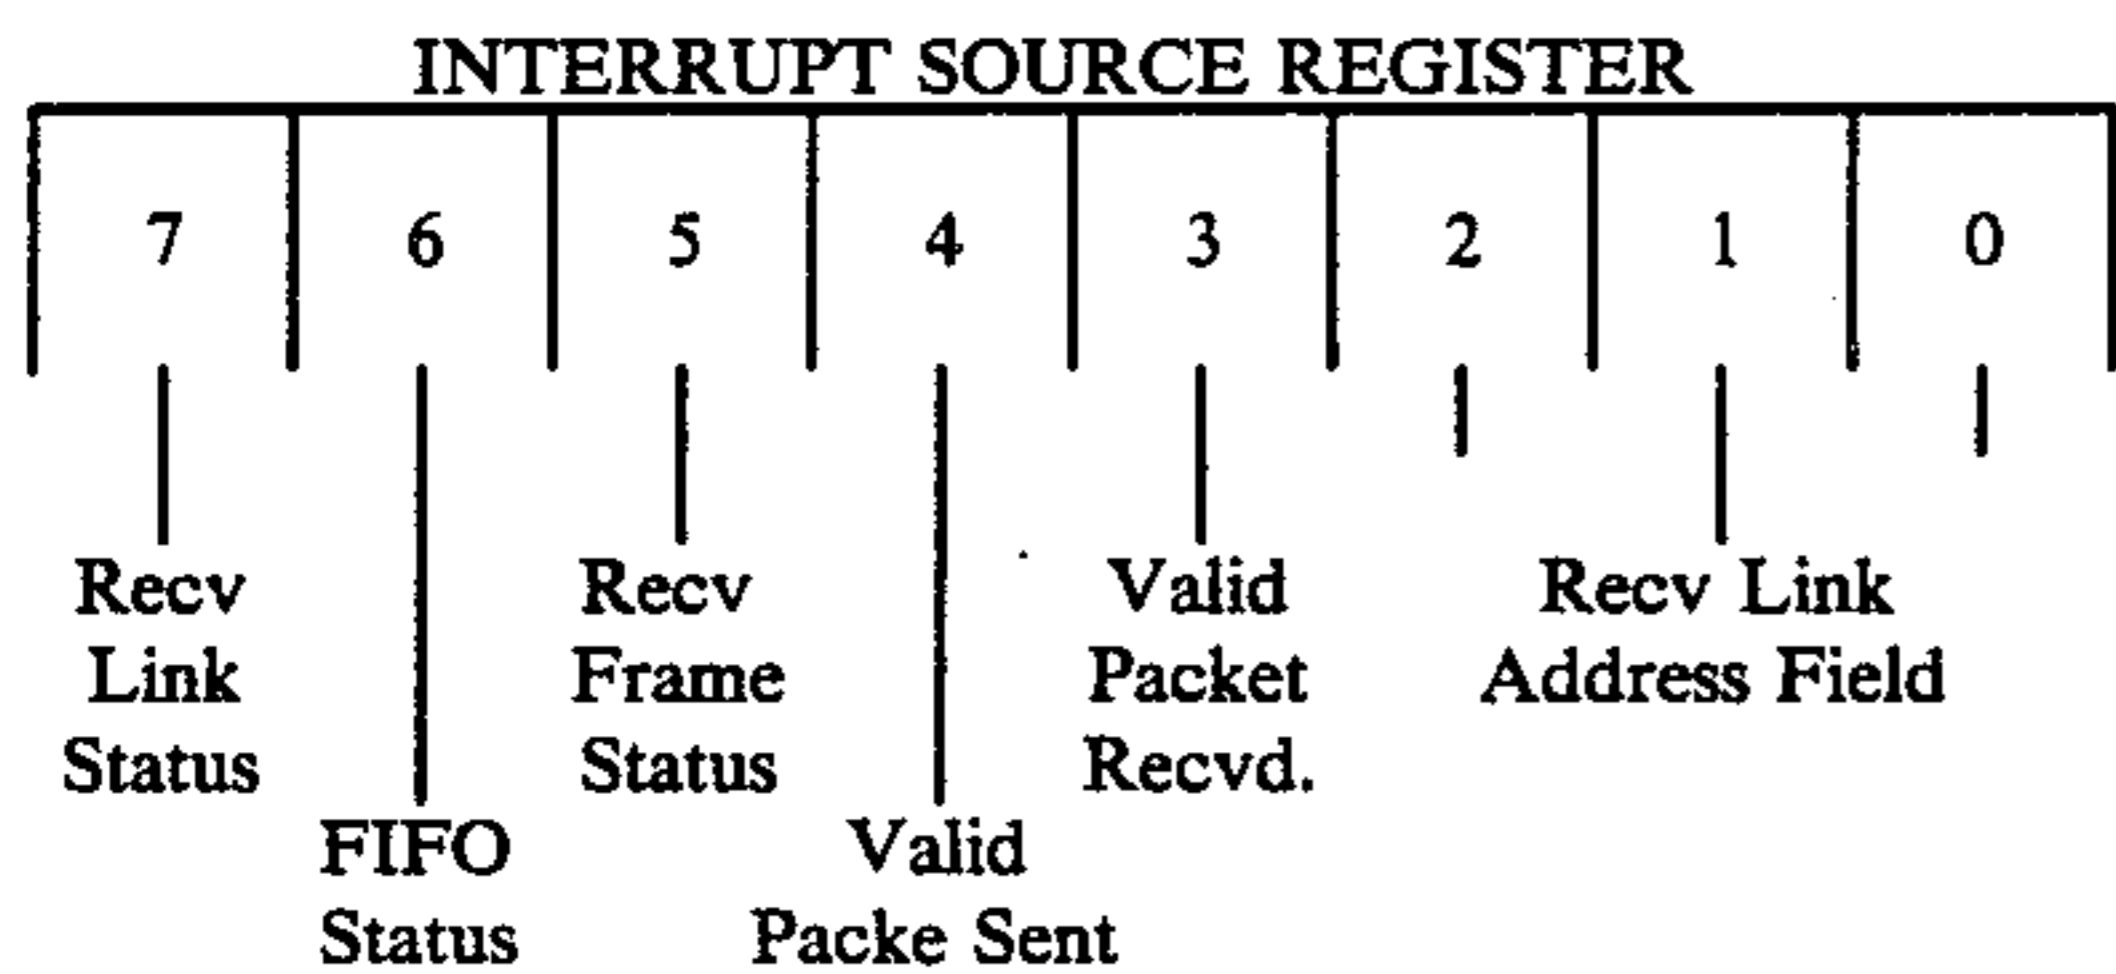 INTERRUPT SOURCE REGISTER
7 6 5 4 3 2 1 0
Recv Recv Valid Recv Link
Link Frame Packet Address Field
Status Status Recvd.
FIFO Valid
Status Packe Sent